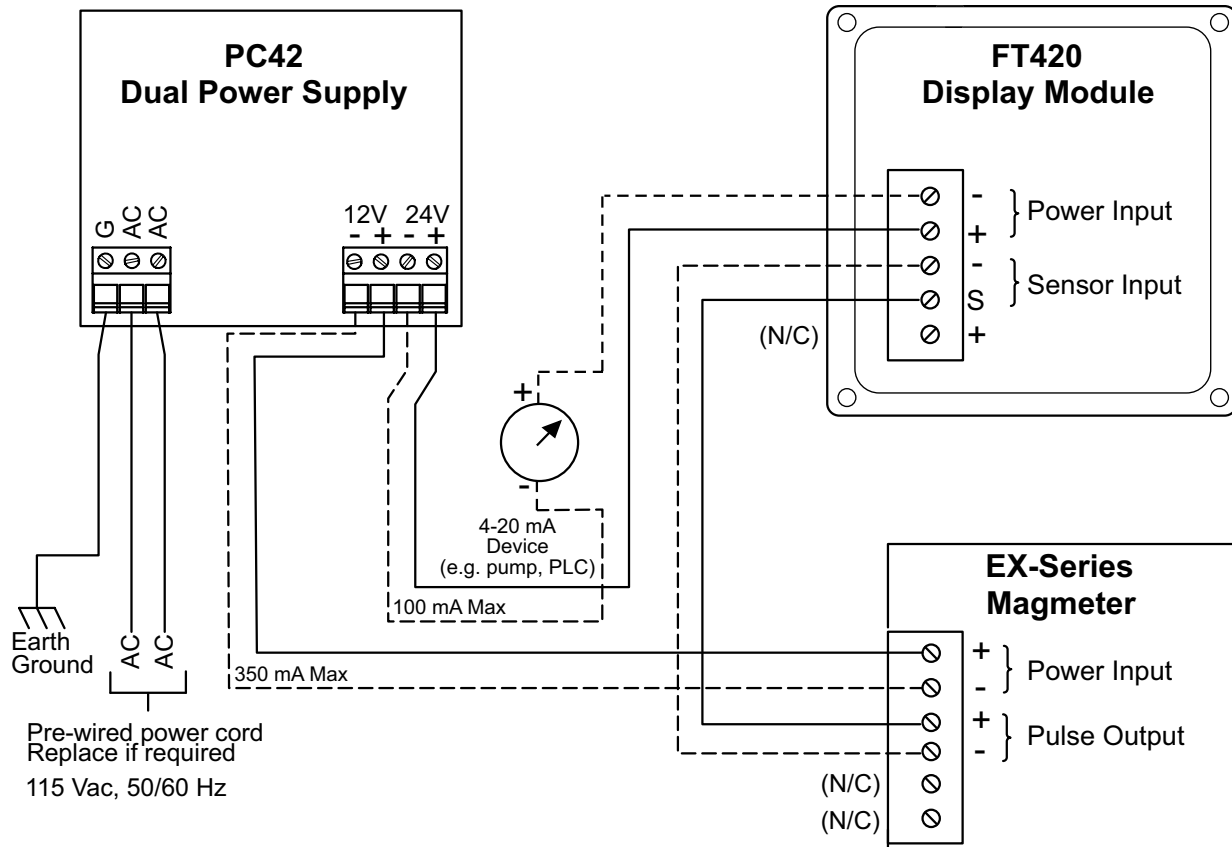 PC42
Dual Power Supply
G
AC
AC
12V
24V
- + - +
FT420
Display Module
-
+
Power Input
-
S
Sensor Input
(N/C)
+
+
-
4-20 mA
Device
(e.g. pump, PLC)
100 mA Max
350 mA Max
Earth
Ground
AC
AC
Pre-wired power cord
Replace if required
115 Vac, 50/60 Hz
EX-Series
Magmeter
+
-
Power Input
+
-
Pulse Output
(N/C)
(N/C)